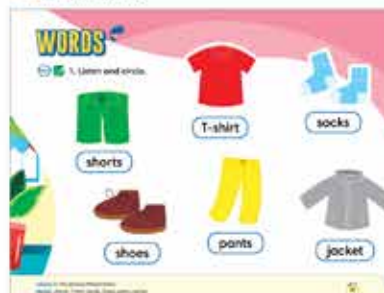 WORDS
1. Listen and circle.
T-shirt
socks
shorts
shoes
pants
jacket